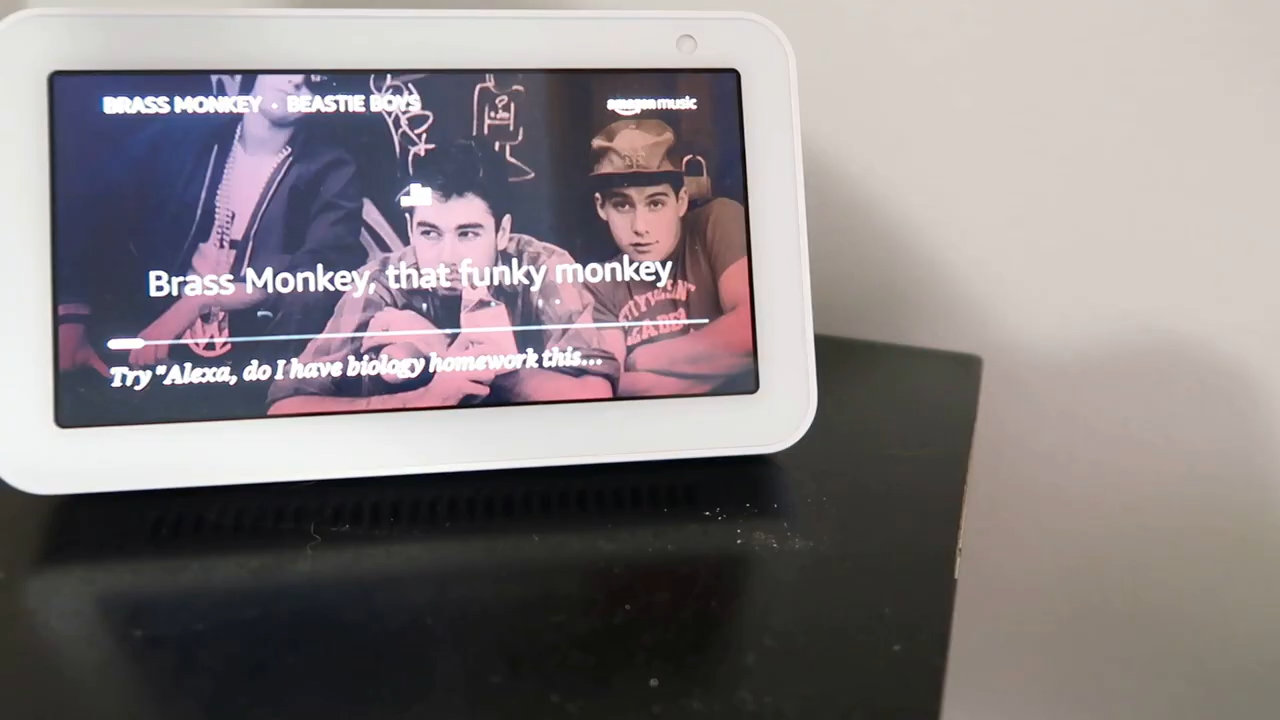 BRASS MONKEY • BEASTIE BOYS
amazon music
Brass Monkey, that funky monkey
Try "Alexa, do I have biology homework this...